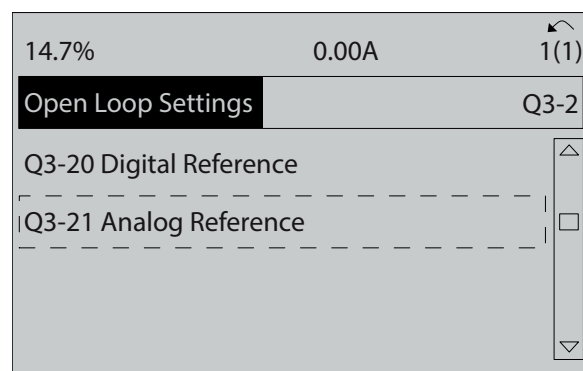 14.7% 0.00A 1(1)
Open Loop Settings Q3-2
Q3-20 Digital Reference
Q3-21 Analog Reference